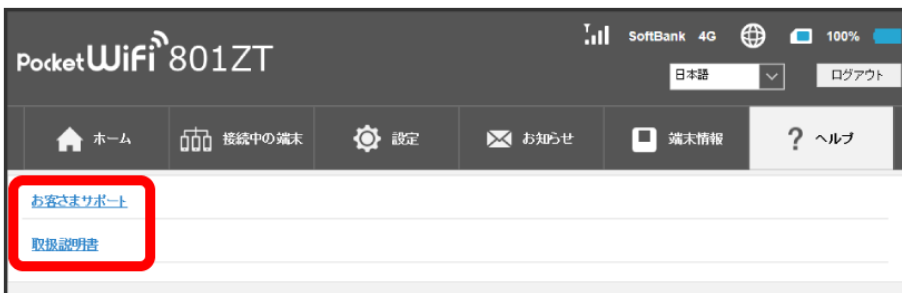 SoftBank 4G 100%
Pocket WiFi 801ZT
日本語 ログアウト
ホーム 接続中の端末 設定 お知らせ 端末情報 ? ヘルプ
お客さまサポート
取扱説明書